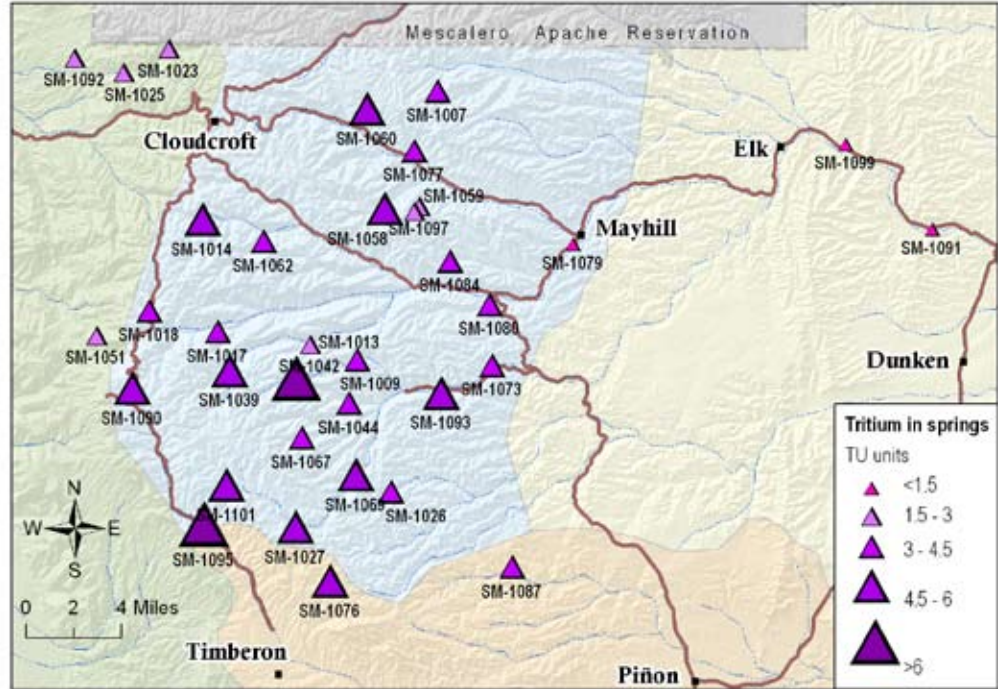 Mescalero Apache Reservation
SM-1092
SM-1023
SM-1025
SM-1007
SM-1060
Cloudcroft
SM-1077
Elk
SM-1099
SM-1059
SM-1014
SM-1058
SM-1097
Mayhill
SM-1062
SM-1079
SM-1091
SM-1084
SM-1018
SM-1080
SM-1051
SM-1017
SM-1013
SM-1042
SM-1009
SM-1073
Dunken
SM-1039
SM-1090
SM-1044
SM-1093
SM-1067
SM-1069
SM-1026
SM-1101
SM-1095
SM-1027
SM-1076
SM-1087
Timberon
Piñon
N
W E
S
0 2 4 Miles
Tritium in springs
TU units
<1.5
1.5 - 3
3 - 4.5
4.5 - 6
>6